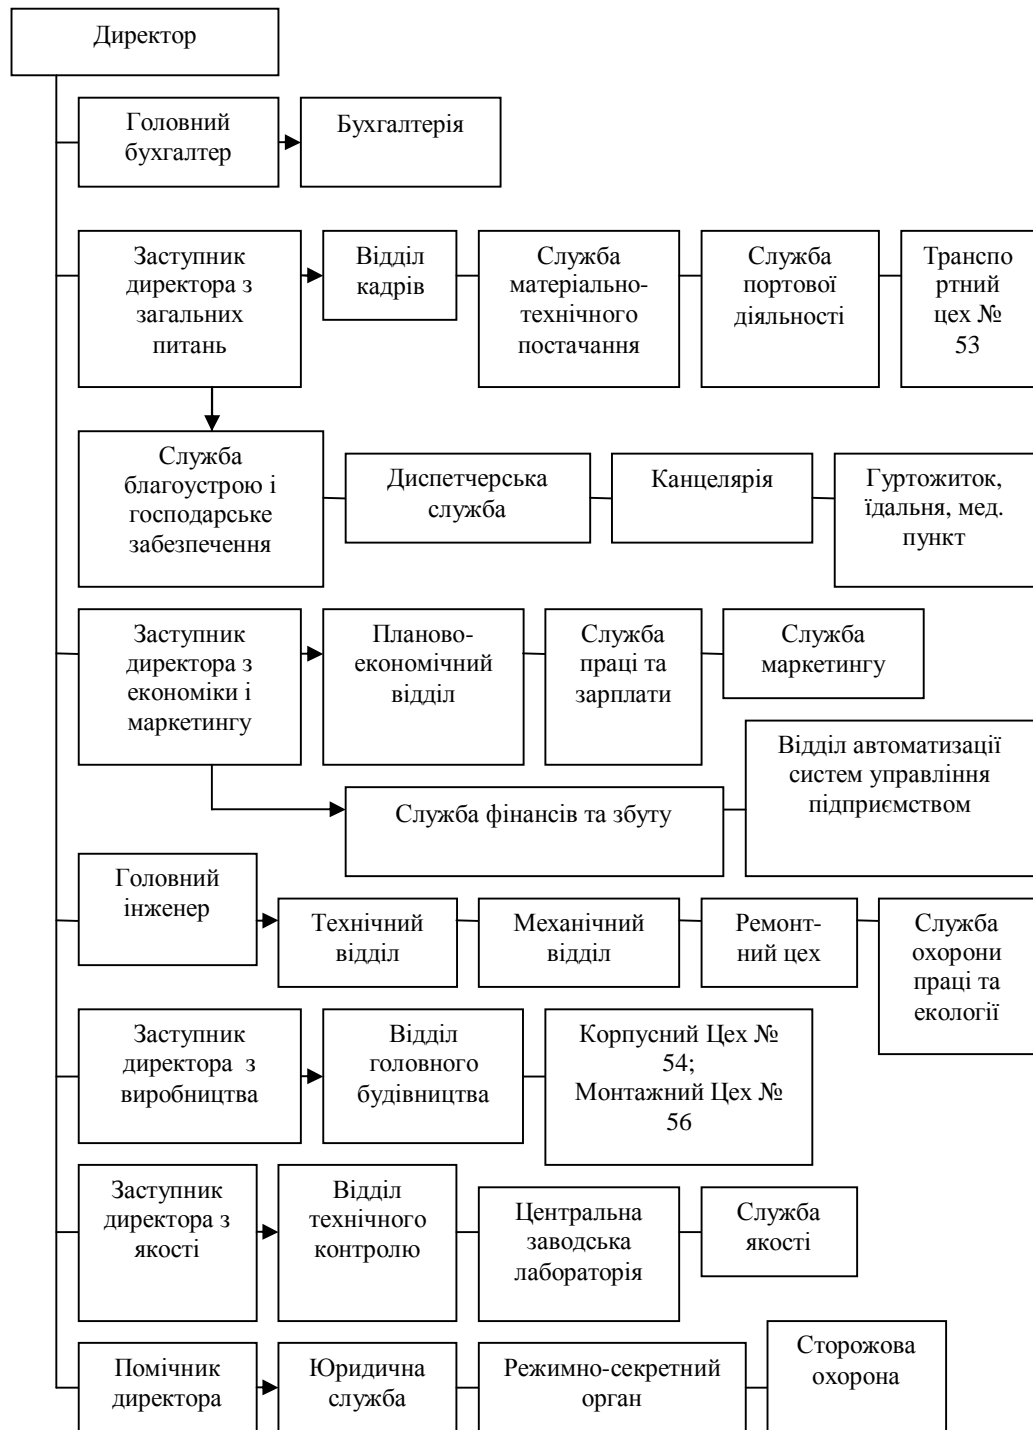 Директор
Головний
бухгалтер
Бухгалтерія
Заступник
директора з
загальних
питань
Відділ
кадрів
Служба
матеріально-
технічного
постачання
Служба
портової
діяльності
Транспо
ртний
цех №
53
Служба
благоустрою і
господарське
забезпечення
Диспетчерська
служба
Канцелярія
Гуртожиток,
їдальня, мед.
пункт
Заступник
директора з
економіки і
маркетингу
Планово-
економічний
відділ
Служба
праці та
зарплати
Служба
маркетингу
Служба фінансів та збуту
Відділ автоматизації
систем управління
підприємством
Головний
інженер
Технічний
відділ
Механічний
відділ
Ремонт-
ний цех
Служба
охорони
праці та
екології
Заступник
директора з
виробництва
Відділ
головного
будівництва
Корпусний Цех №
54;
Монтажний Цех №
56
Заступник
директора з
якості
Відділ
технічного
контролю
Центральна
заводська
лабораторія
Служба
якості
Помічник
директора
Юридична
служба
Режимно-секретний
орган
Сторожова
охорона